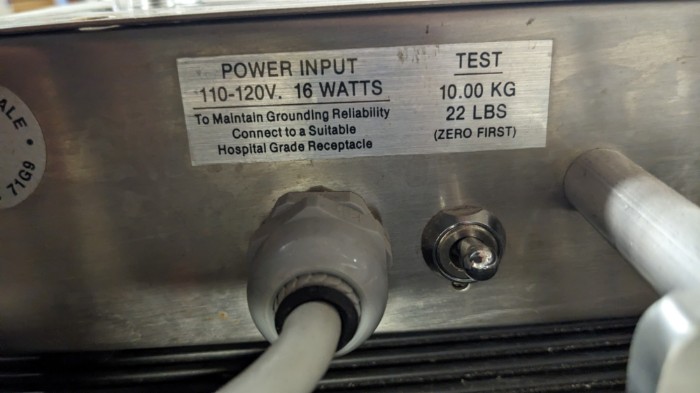 POWER INPUT
110-120V. 16 WATTS
To Maintain Grounding Reliability
Connect to a Suitable
Hospital Grade Receptacle
TEST
10.00 KG
22 LBS
(ZERO FIRST)
ALE •
71G9